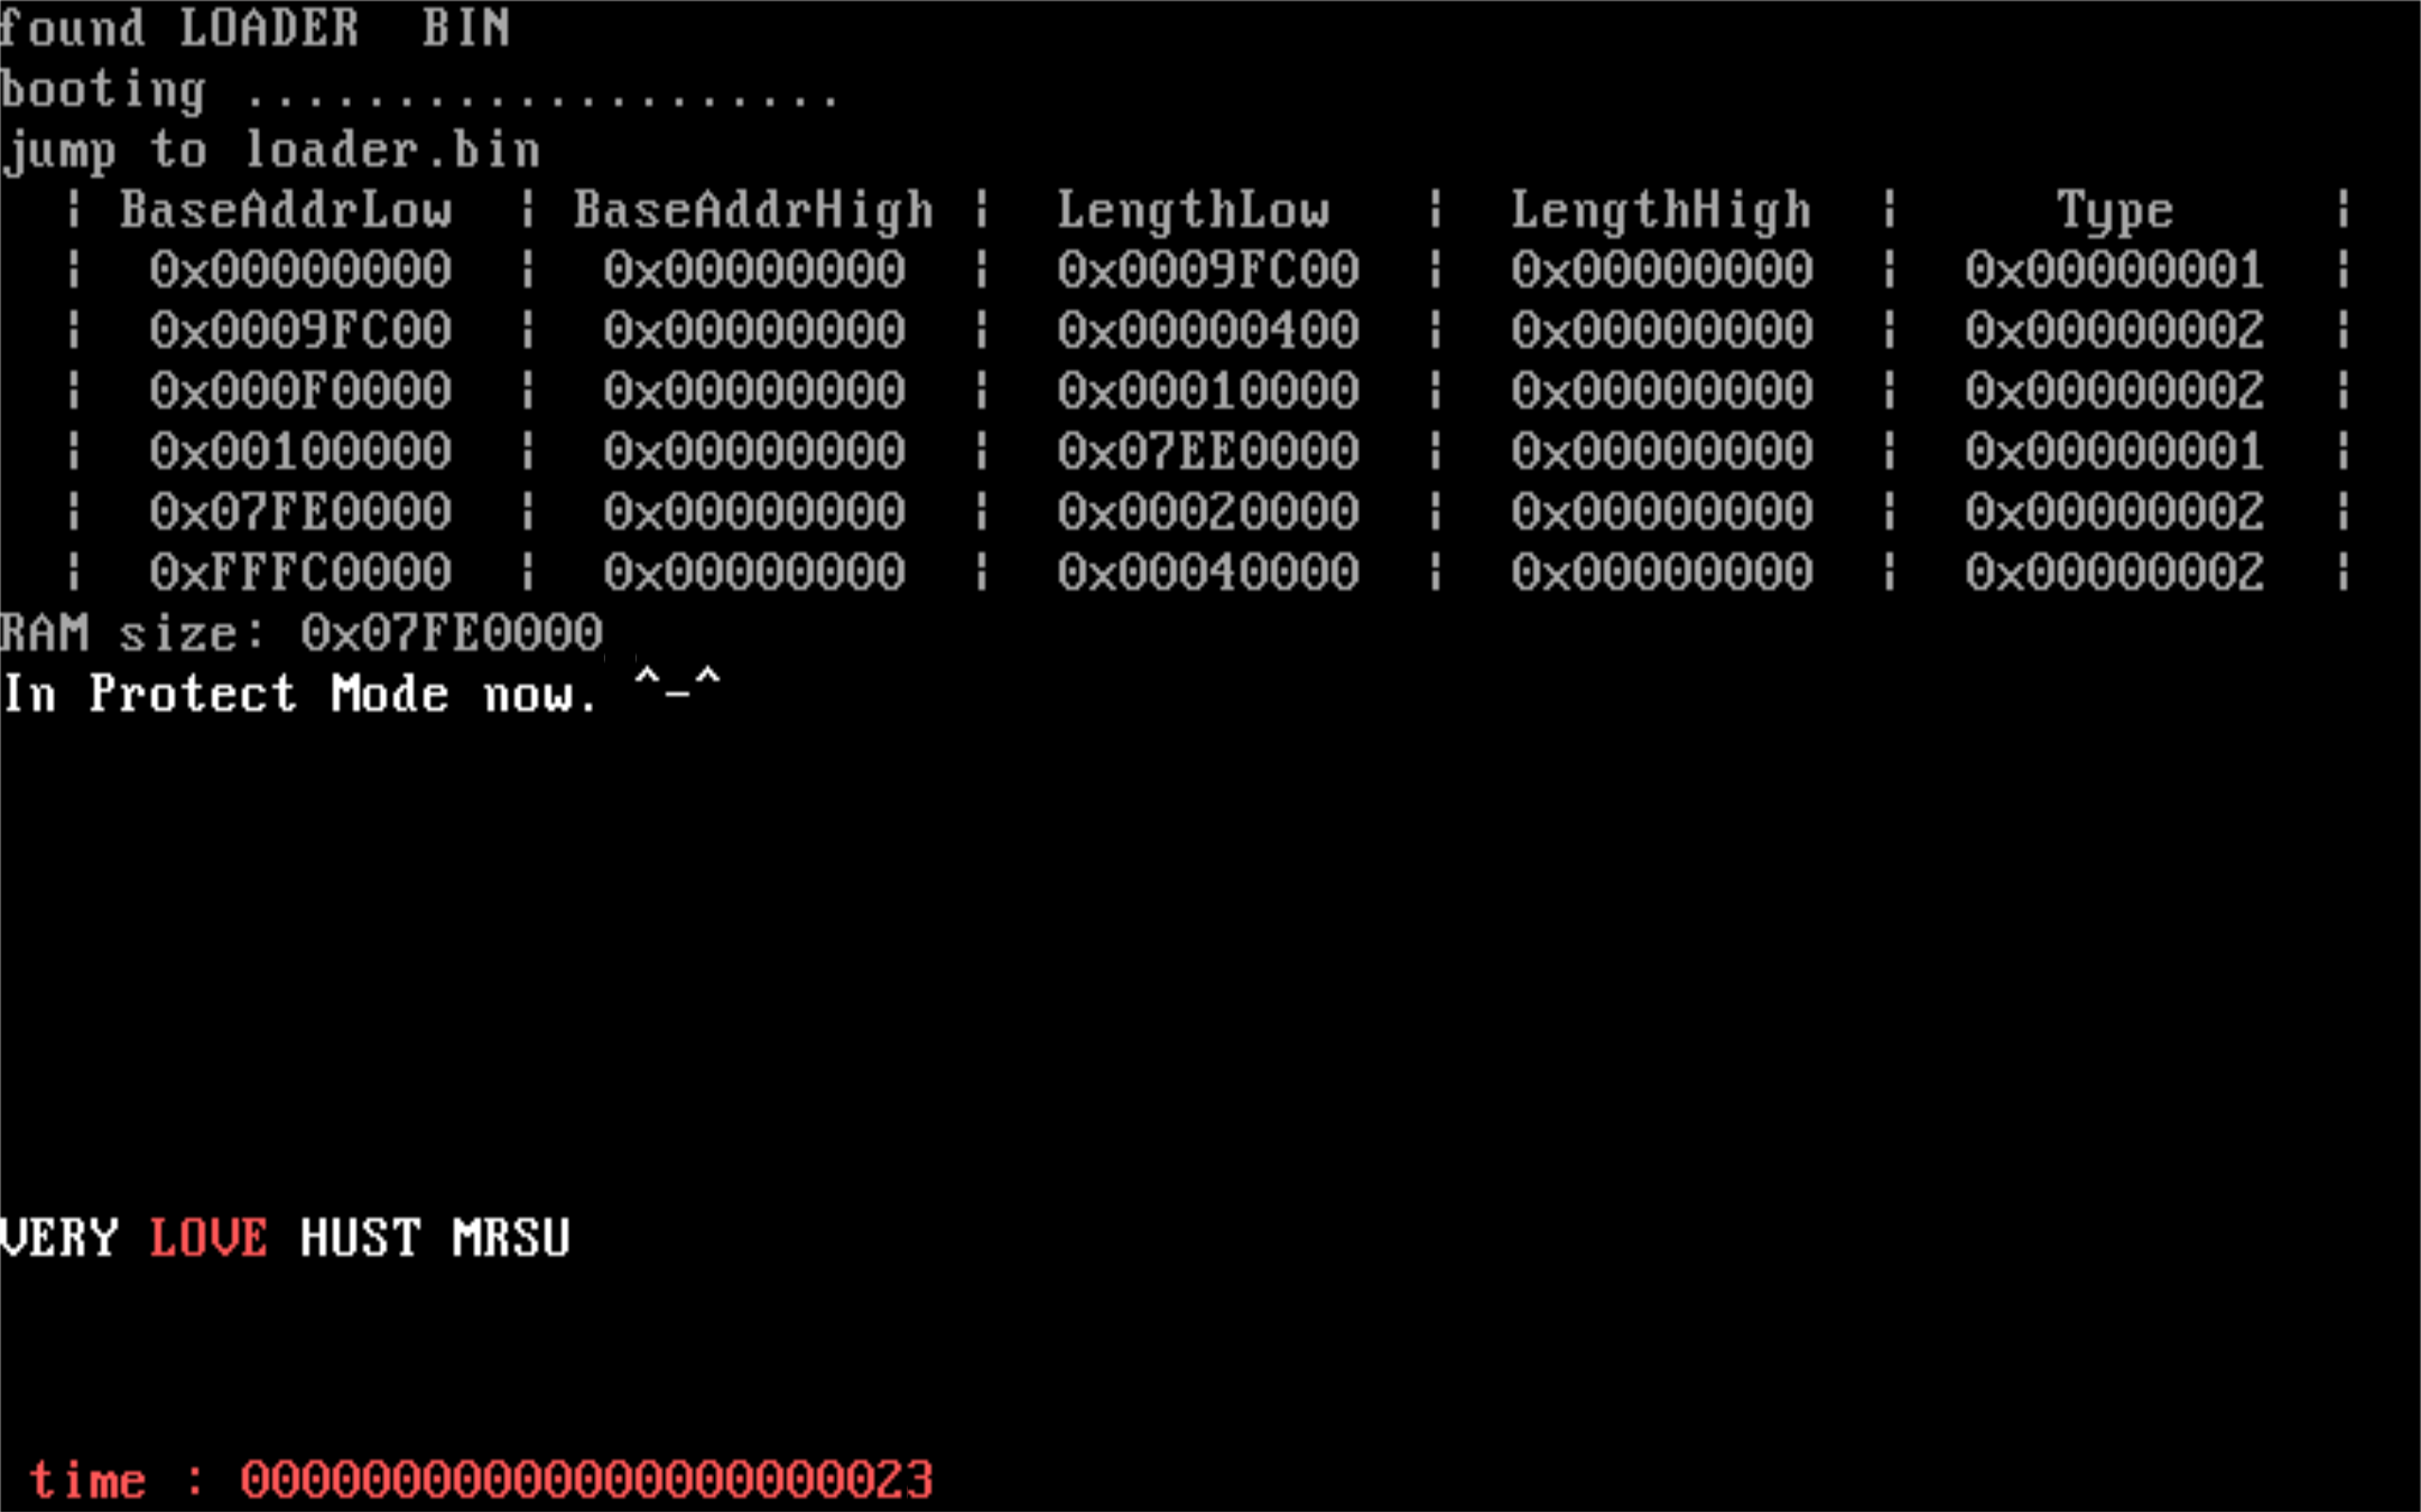 found LOADER  BIN
booting ....................
jump to loader.bin
| BaseAddrLow | BaseAddrHigh | LengthLow | LengthHigh | Type |
| 0x00000000 | 0x00000000 | 0x0009FC00 | 0x00000000 | 0x00000001 |
| 0x0009FC00 | 0x00000000 | 0x00000400 | 0x00000000 | 0x00000002 |
| 0x000F0000 | 0x00000000 | 0x00010000 | 0x00000000 | 0x00000002 |
| 0x00100000 | 0x00000000 | 0x07EE0000 | 0x00000000 | 0x00000001 |
| 0x07FE0000 | 0x00000000 | 0x00020000 | 0x00000000 | 0x00000002 |
| 0xFFFC0000 | 0x00000000 | 0x00040000 | 0x00000000 | 0x00000002 |
RAM size: 0x07FE0000
In Protect Mode now. ^-^
VERY LOVE HUST MRSU
time : 00000000000000000000023